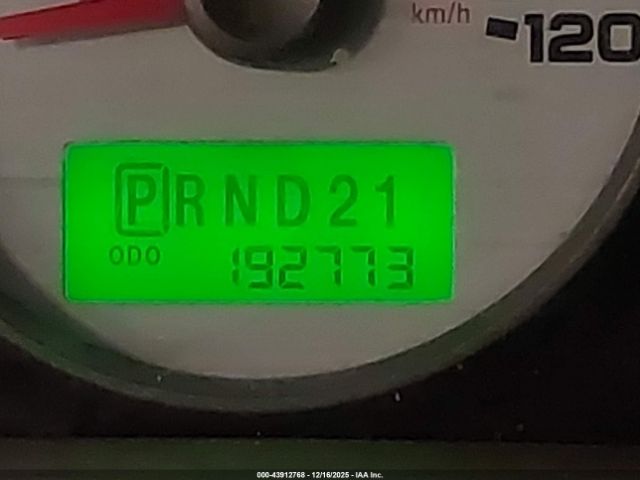 km/h
120
PRND21
ODO 192773
000-43912768 - 12/16/2025 - IAA Inc.